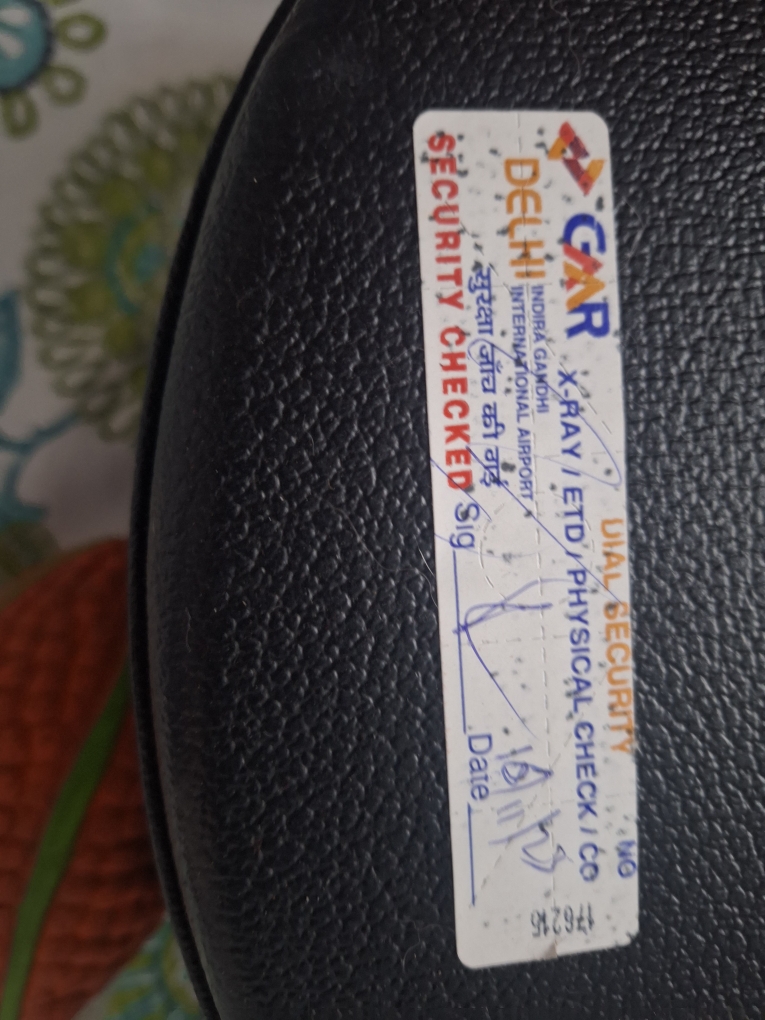 DIAL SECURITY NO
GMR X-RAY / ETD / PHYSICAL CHECK / CO
DELHI INDIRA GANDHI
INTERNATIONAL AIRPORT
सुरक्षा जाँच की गई
SECURITY CHECKED Sig Date